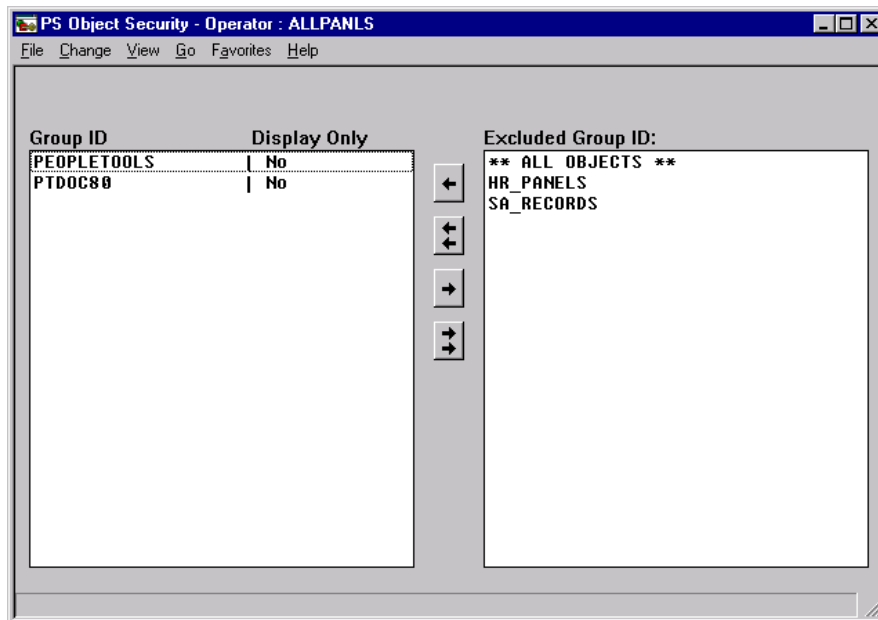 PS Object Security - Operator : ALLPANLS
File Change View Go Favorites Help
Group ID Display Only Excluded Group ID:
PEOPLETOOLS | No ** ALL OBJECTS **
PTDOC80 | No HR_PANELS
SA_RECORDS